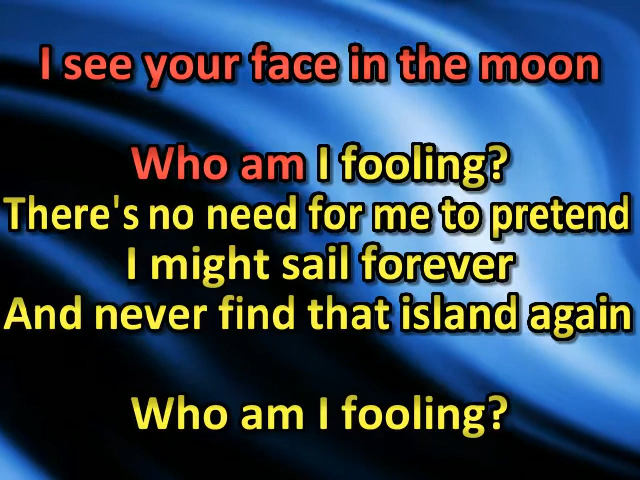 I see your face in the moon
Who am I fooling?
There's no need for me to pretend
I might sail forever
And never find that island again
Who am I fooling?